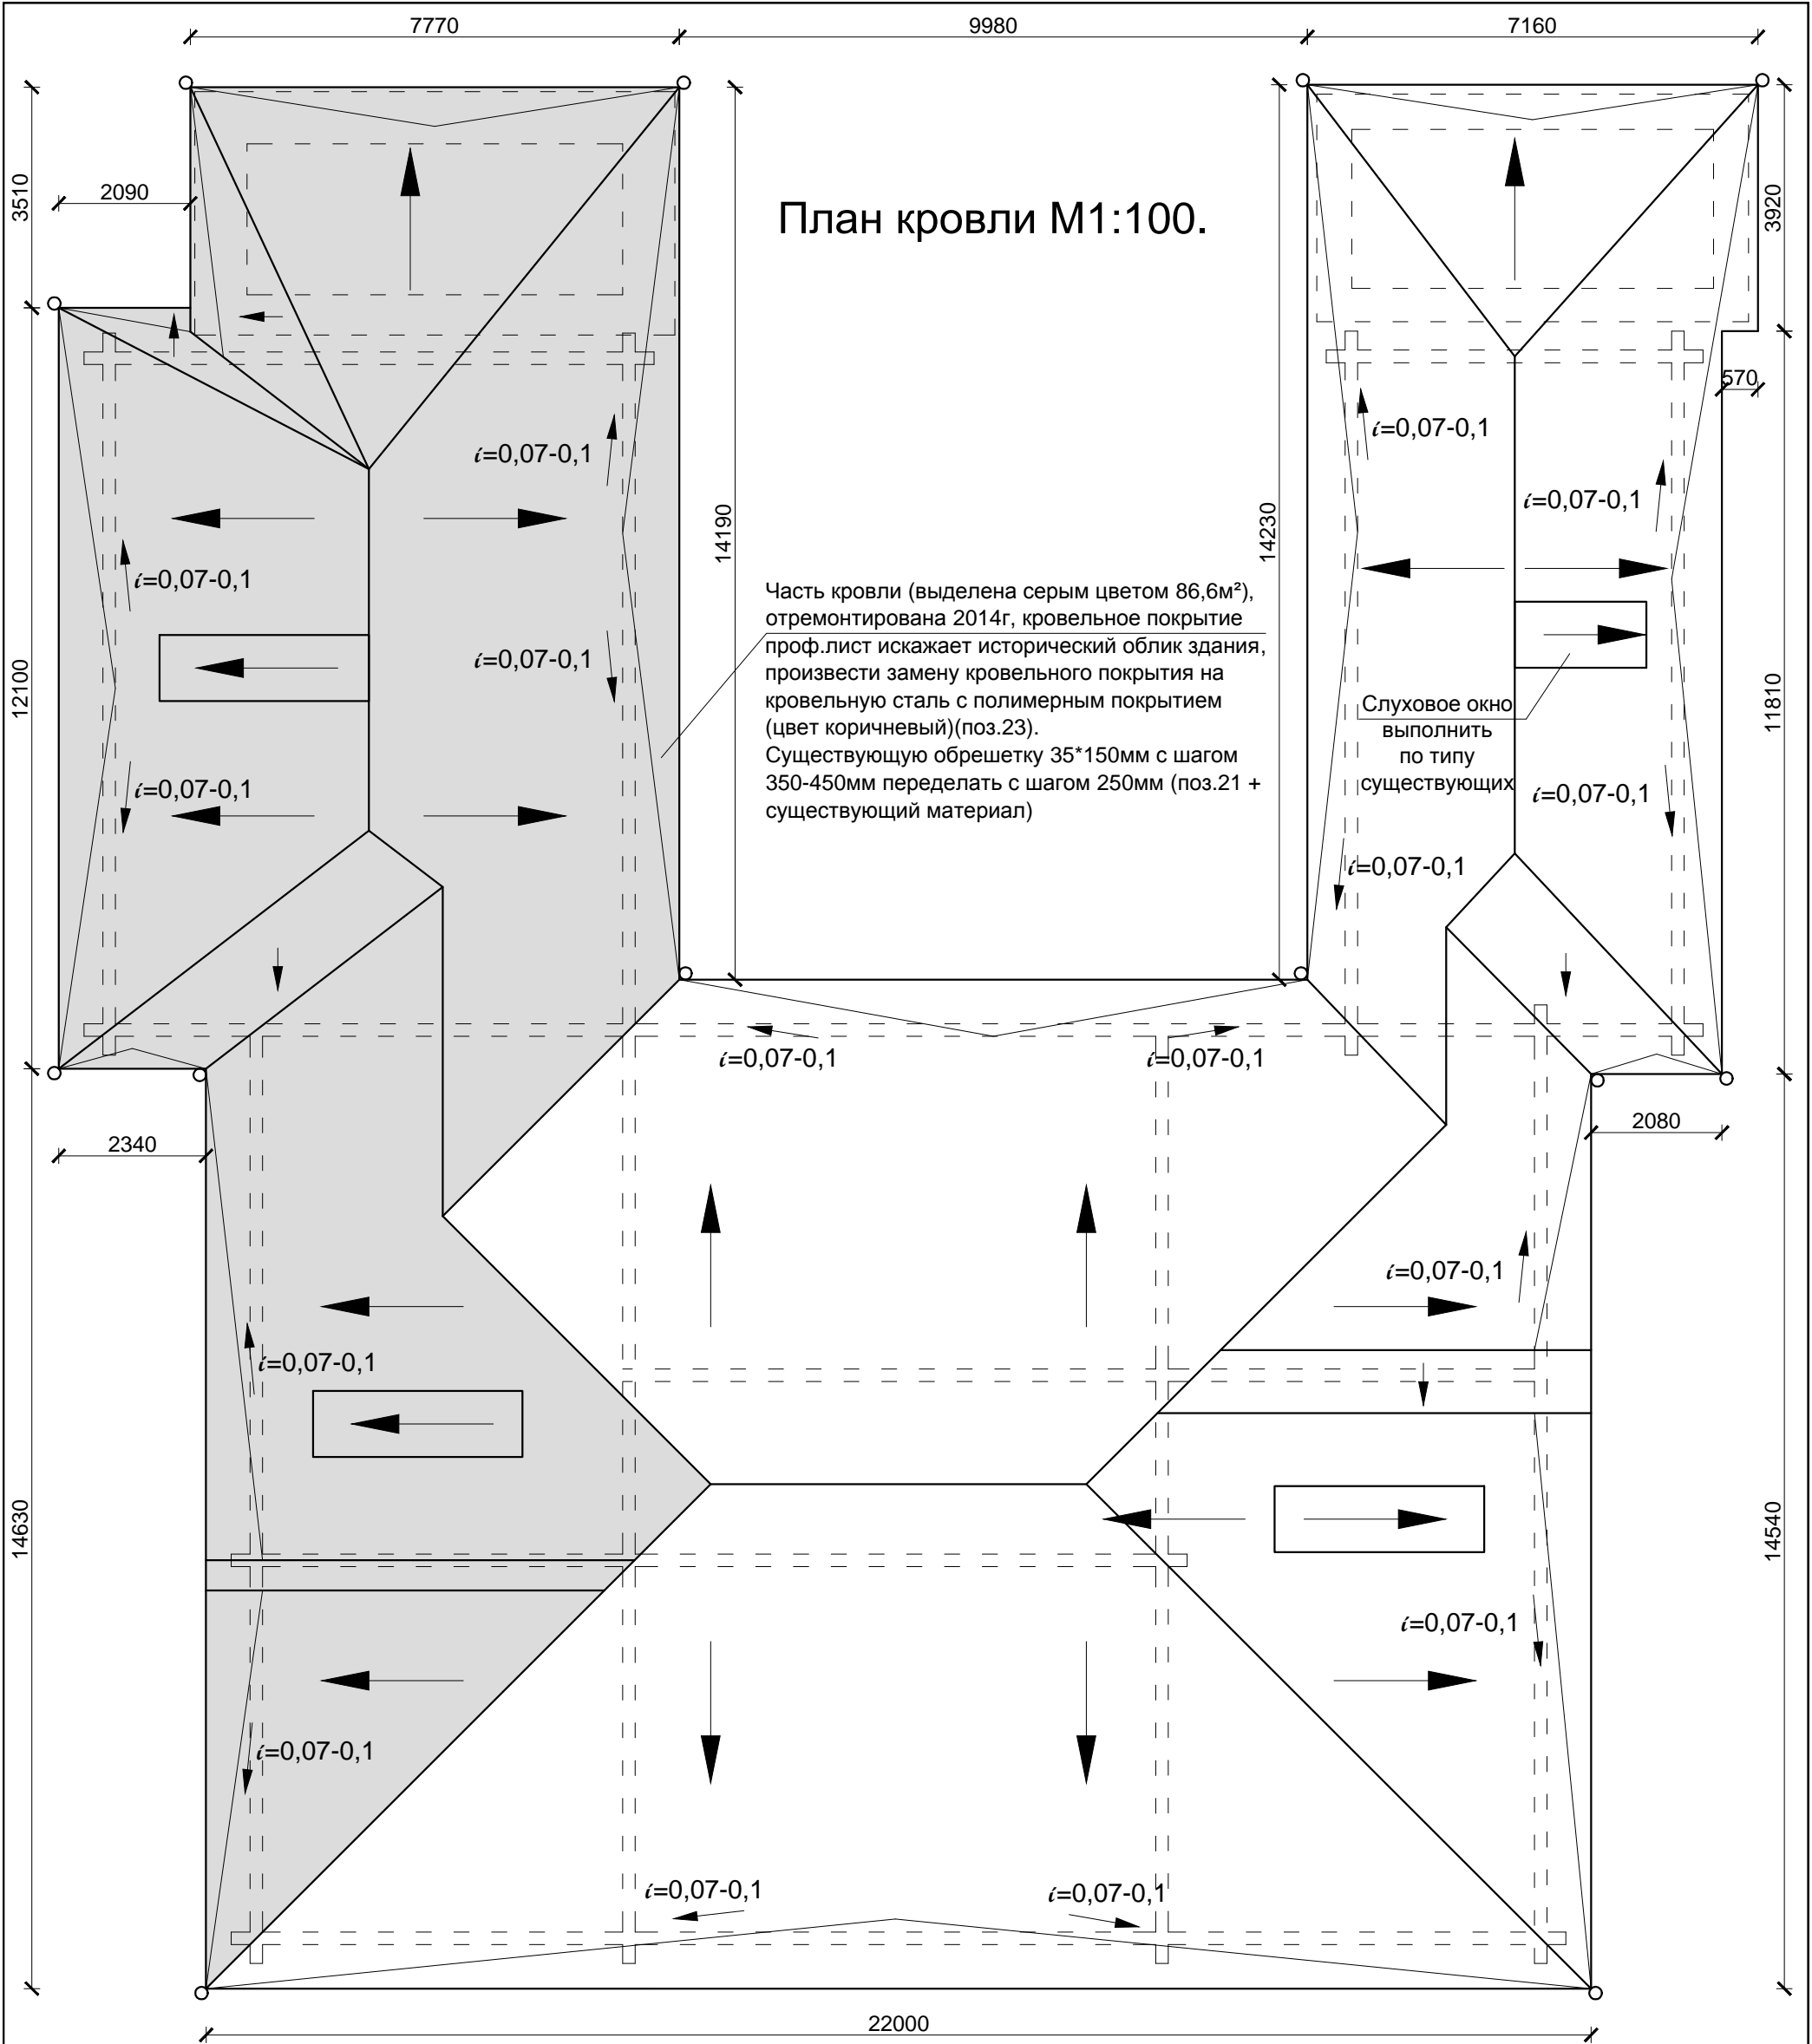 7770
9980
7160
3510
2090
План кровли М1:100.
3920
570
i=0,07-0,1
i=0,07-0,1
i=0,07-0,1
14190
14230
i=0,07-0,1
Часть кровли (выделена серым цветом 86,6м²),
отремонтирована 2014г, кровельное покрытие
проф.лист искажает исторический облик здания,
произвести замену кровельного покрытия на
кровельную сталь с полимерным покрытием
(цвет коричневый)(поз.23).
Существующую обрешетку 35*150мм с шагом
350-450мм переделать с шагом 250мм (поз.21 +
существующий материал)
i=0,07-0,1
12100
11810
Слуховое окно
выполнить
по типу
существующих
i=0,07-0,1
i=0,07-0,1
i=0,07-0,1
i=0,07-0,1
i=0,07-0,1
2340
2080
i=0,07-0,1
i=0,07-0,1
14630
14540
i=0,07-0,1
i=0,07-0,1
i=0,07-0,1
i=0,07-0,1
22000